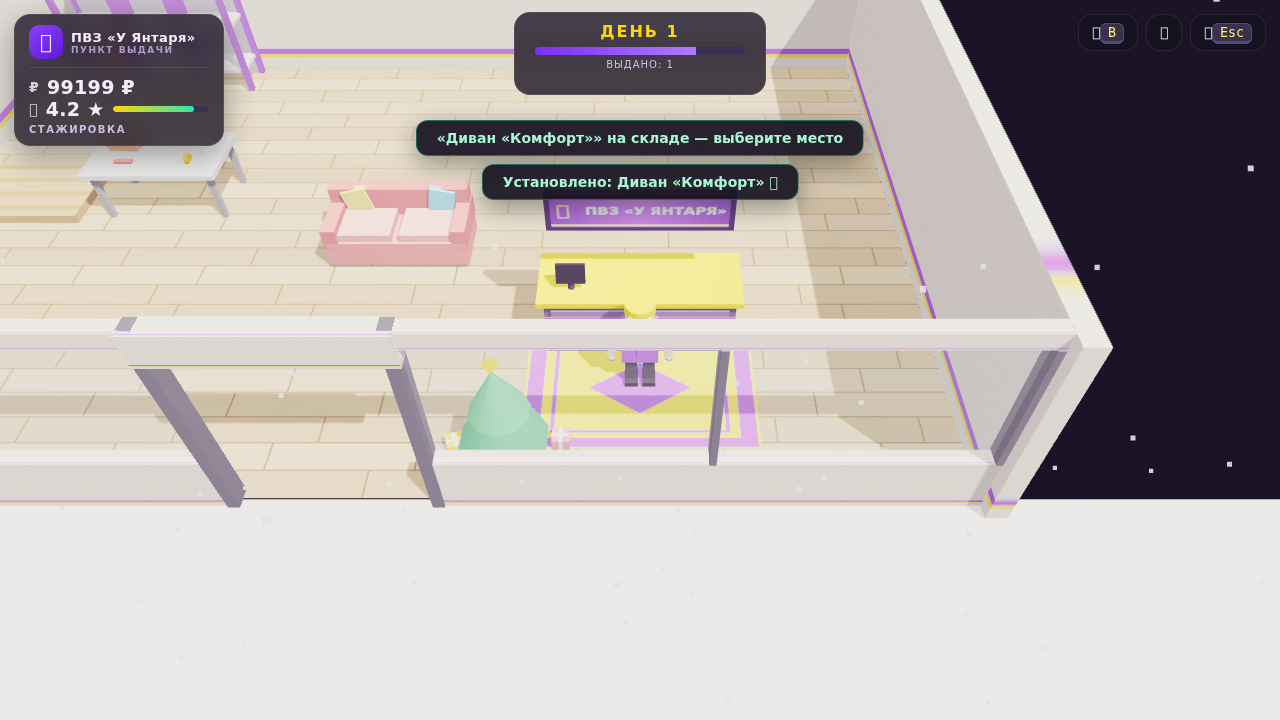 ПВЗ «У Янтаря»
ПУНКТ ВЫДАЧИ
₽ 99199 ₽
4.2 ★
СТАЖИРОВКА
ДЕНЬ 1
ВЫДАНО: 1
B
Esc
«Диван «Комфорт»» на складе — выберите место
Установлено: Диван «Комфорт»
ПВЗ «У ЯНТАРЯ»